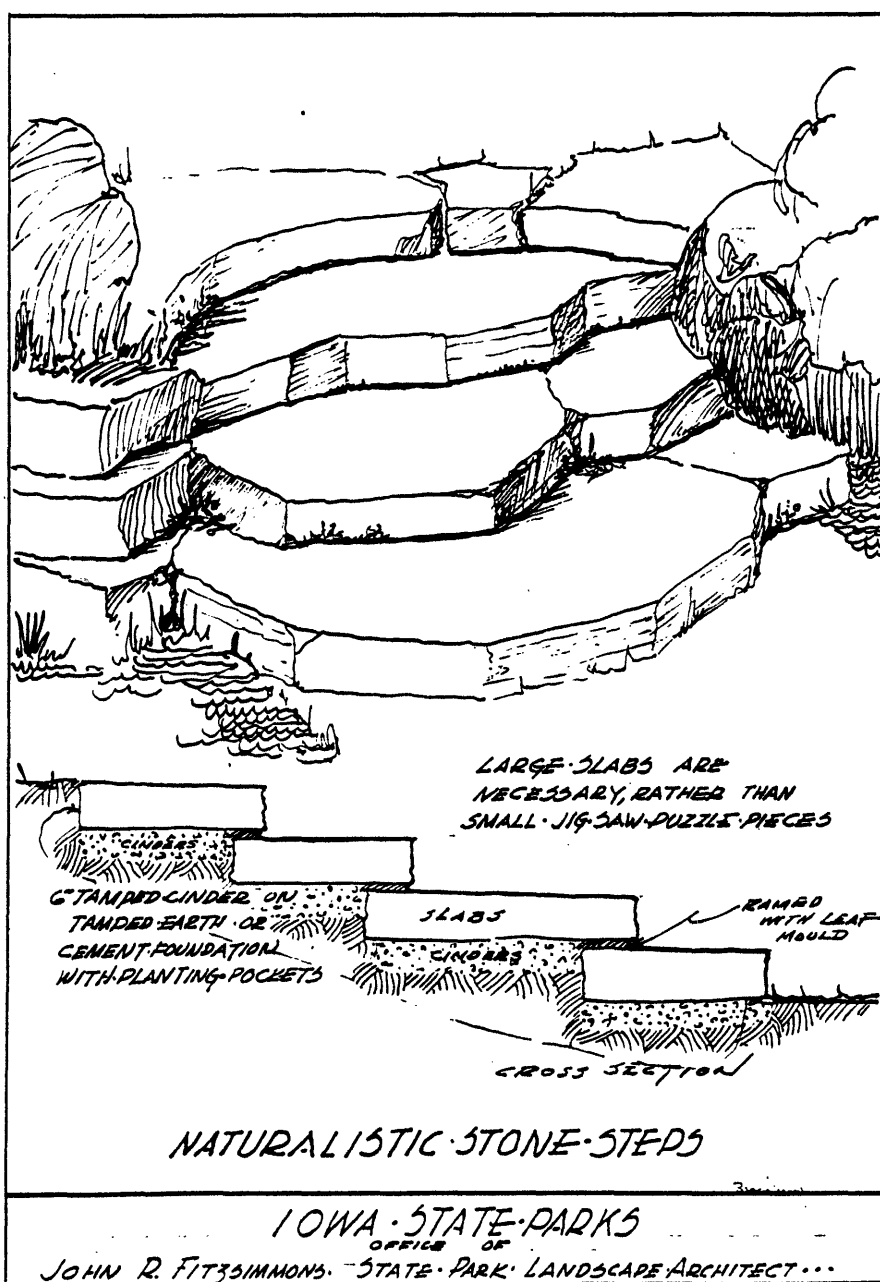 LARGE·SLABS ARE
NECESSARY, RATHER THAN
SMALL·JIG·SAW·PUZZLE·PIECES
CINDERS
6" TAMPED·CINDER ON
TAMPED·EARTH OR
CEMENT·FOUNDATION
WITH·PLANTING·POCKETS
SLABS
CINDERS
RAMED
WITH LEAF
MOULD
CROSS SECTION
NATURALISTIC·STONE·STEPS
IOWA·STATE·PARKS
OFFICE OF
JOHN R. FITZSIMMONS· STATE·PARK·LANDSCAPE·ARCHITECT...